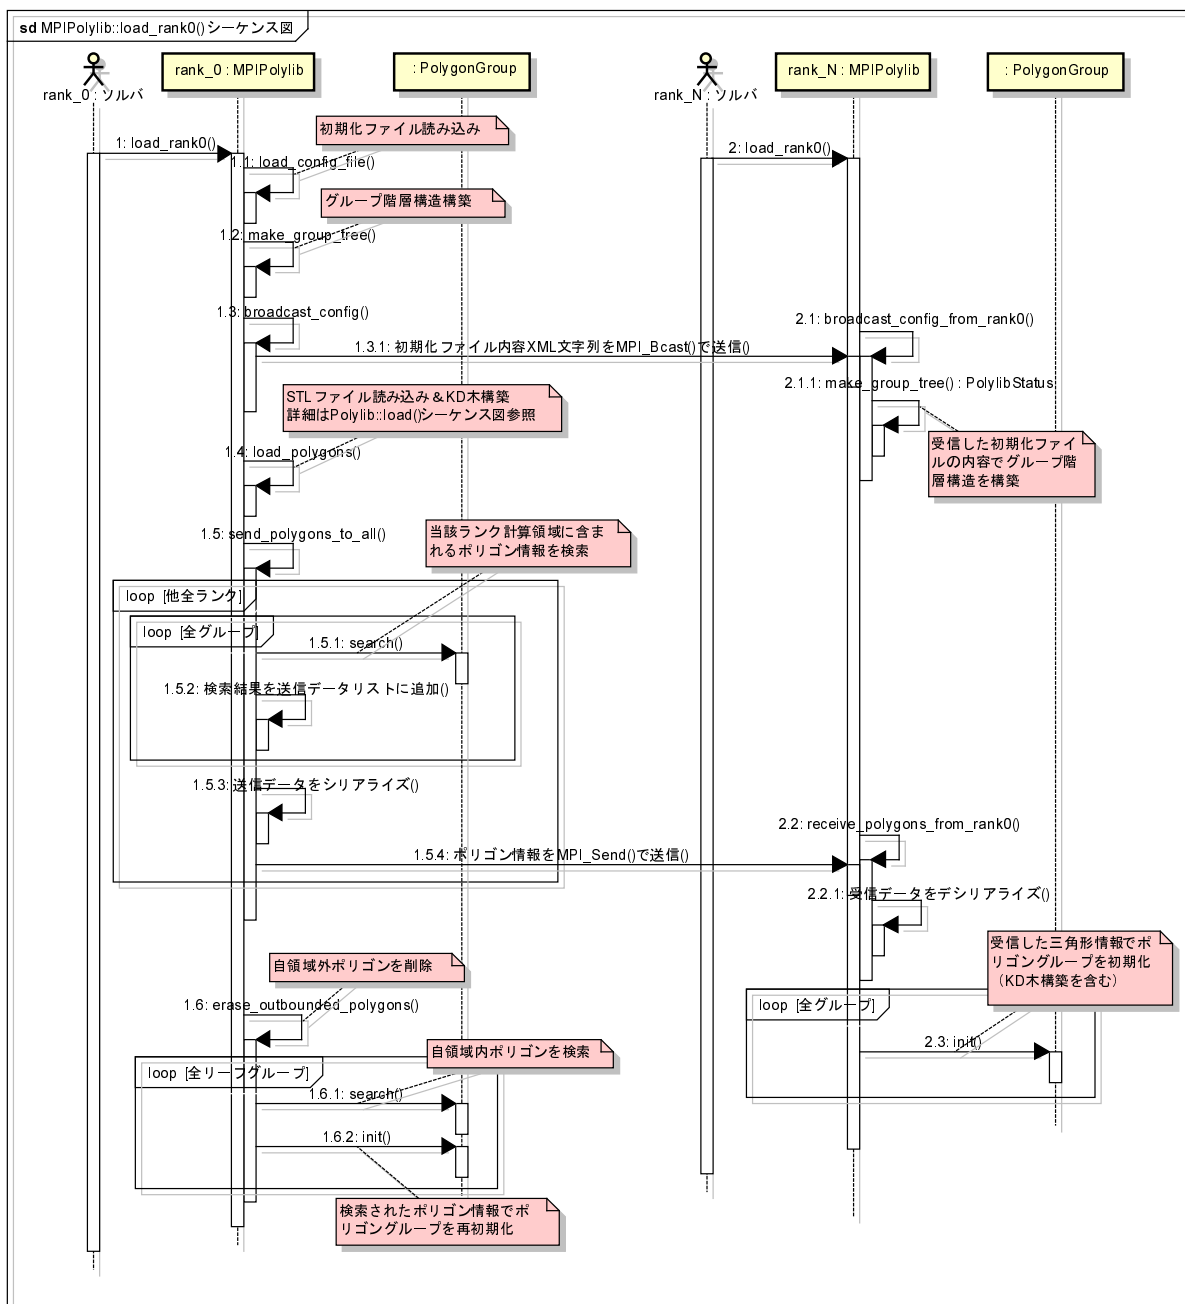 sd MPIPolylib::load_rank0()シーケンス図
rank_0 : ソルバ
rank_0 : MPIPolylib
: PolygonGroup
rank_N : ソルバ
rank_N : MPIPolylib
: PolygonGroup
初期化ファイル読み込み
1: load_rank0()
2: load_rank0()
1.1: load_config_file()
グループ階層構造構築
1.2: make_group_tree()
1.3: broadcast_config()
2.1: broadcast_config_from_rank0()
1.3.1: 初期化ファイル内容XML文字列をMPI_Bcast()で送信()
2.1.1: make_group_tree() : PolylibStatus
STLファイル読み込み＆KD木構築
詳細はPolylib::load()シーケンス図参照
受信した初期化ファイ
ルの内容でグループ階
層構造を構築
1.4: load_polygons()
当該ランク計算領域に含ま
れるポリゴン情報を検索
1.5: send_polygons_to_all()
loop [他全ランク]
loop [全グループ]
1.5.1: search()
1.5.2: 検索結果を送信データリストに追加()
1.5.3: 送信データをシリアライズ()
2.2: receive_polygons_from_rank0()
1.5.4: ポリゴン情報をMPI_Send()で送信()
2.2.1: 受信データをデシリアライズ()
受信した三角形情報でポ
リゴングループを初期化
（KD木構築を含む）
自領域外ポリゴンを削除
1.6: erase_outbounded_polygons()
loop [全グループ]
2.3: init()
自領域内ポリゴンを検索
loop [全リーフグループ]
1.6.1: search()
1.6.2: init()
検索されたポリゴン情報でポ
リゴングループを再初期化